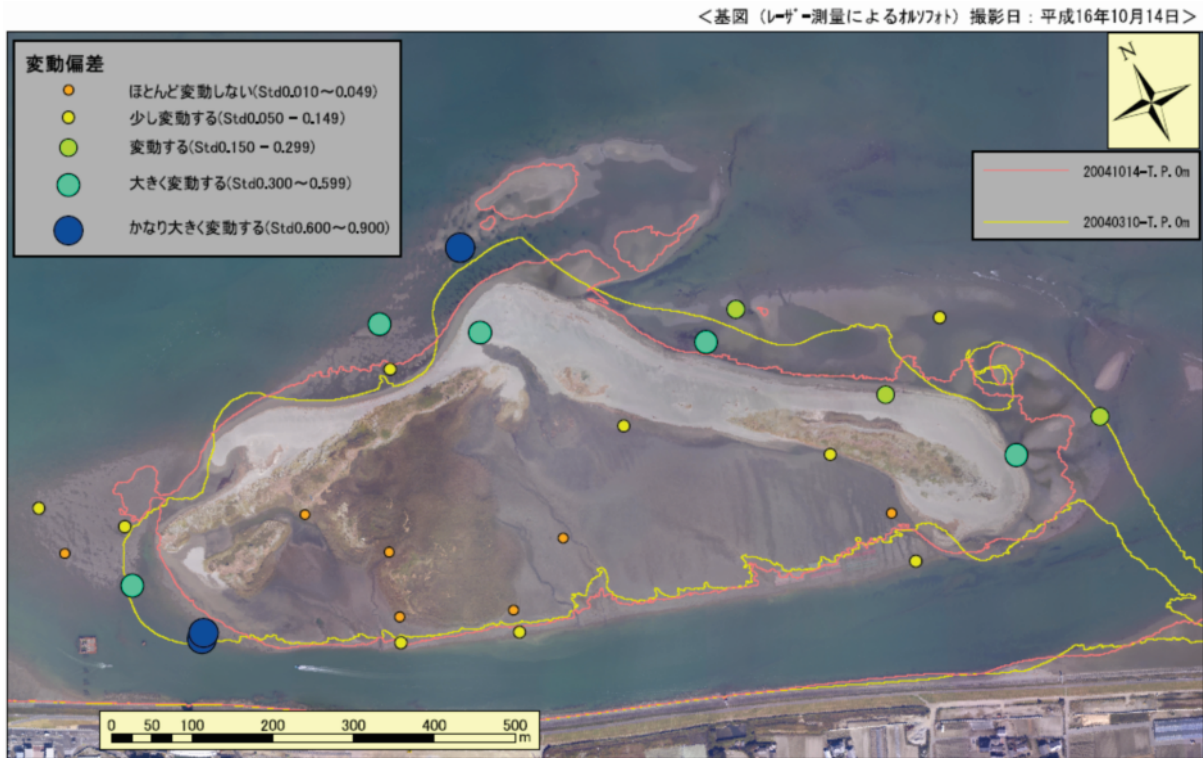 ＜基図（ﾚｰｻﾞｰ測量によるｵﾙｿﾌｫﾄ）撮影日：平成16年10月14日＞
変動偏差
ほとんど変動しない(Std0.010～0.049)
少し変動する(Std0.050 - 0.149)
変動する(Std0.150 - 0.299)
大きく変動する(Std0.300～0.599)
かなり大きく変動する(Std0.600～0.900)
N
20041014-T.P.0m
20040310-T.P.0m
0 50 100 200 300 400 500
m